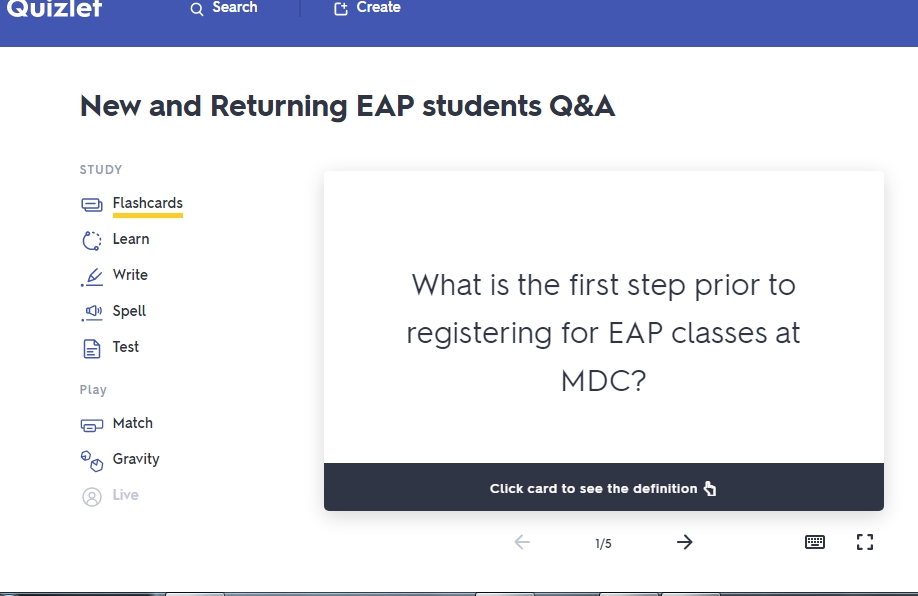 Quizlet
Search
Create
New and Returning EAP students Q&A
STUDY
Flashcards
Learn
Write
Spell
Test
Play
Match
Gravity
Live
What is the first step prior to
registering for EAP classes at
MDC?
Click card to see the definition
1/5